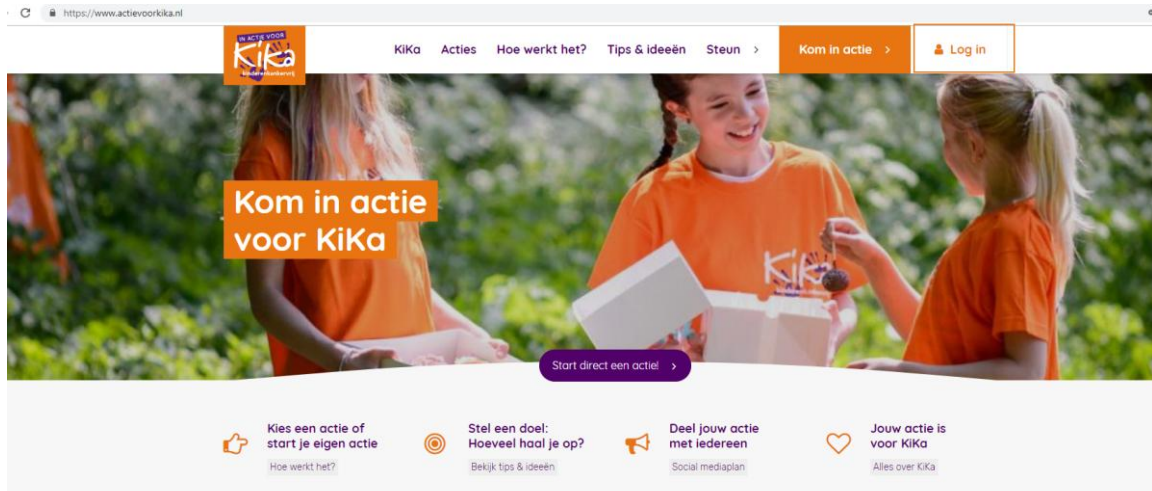 https://www.actievoorkika.nl
IN ACTIE VOOR
KiKa
kinderenkankervrij
KiKa Acties Hoe werkt het? Tips & ideeën Steun > Kom in actie > Log in
Kom in actie
voor KiKa
KiKa
Start direct een actie! >
Kies een actie of
start je eigen actie
Hoe werkt het?
Stel een doel:
Hoeveel haal je op?
Bekijk tips & ideeën
Deel jouw actie
met iedereen
Social mediaplan
Jouw actie is
voor KiKa
Alles over KiKa